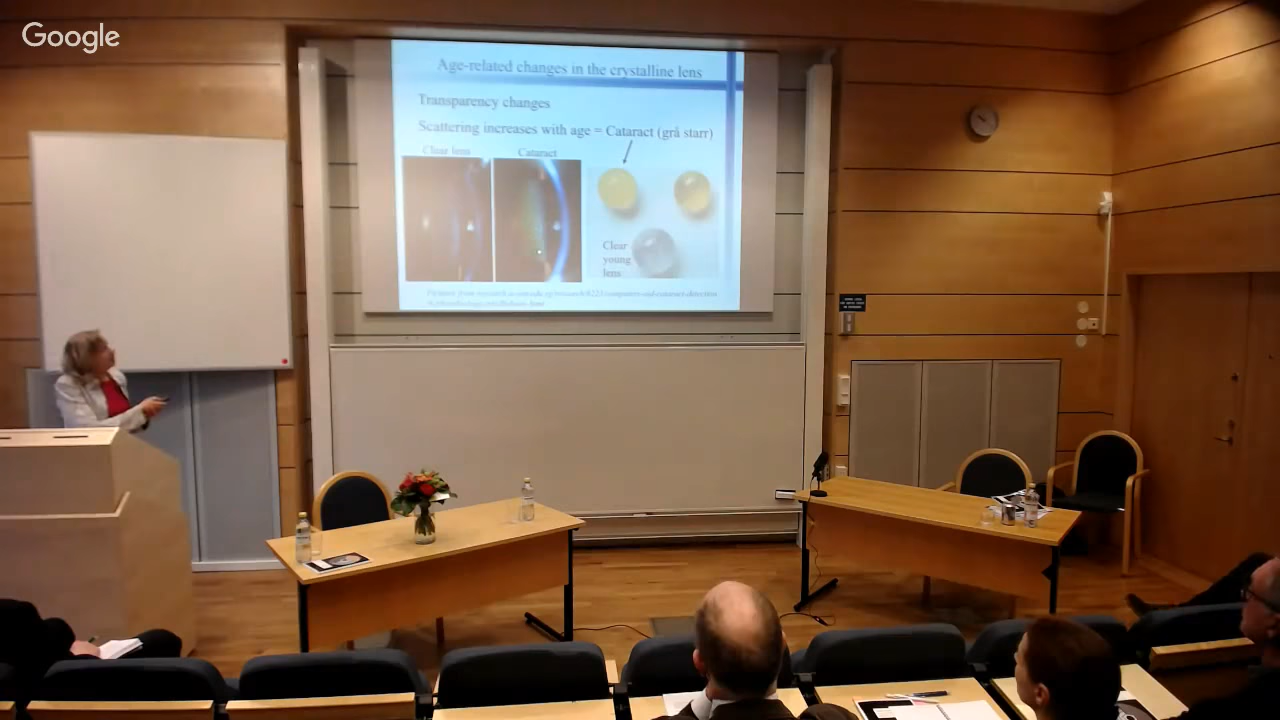 Google
Age-related changes in the crystalline lens
Transparency changes
Scattering increases with age = Cataract (grå starr)
Clear lens
Cataract
Clear
young
lens